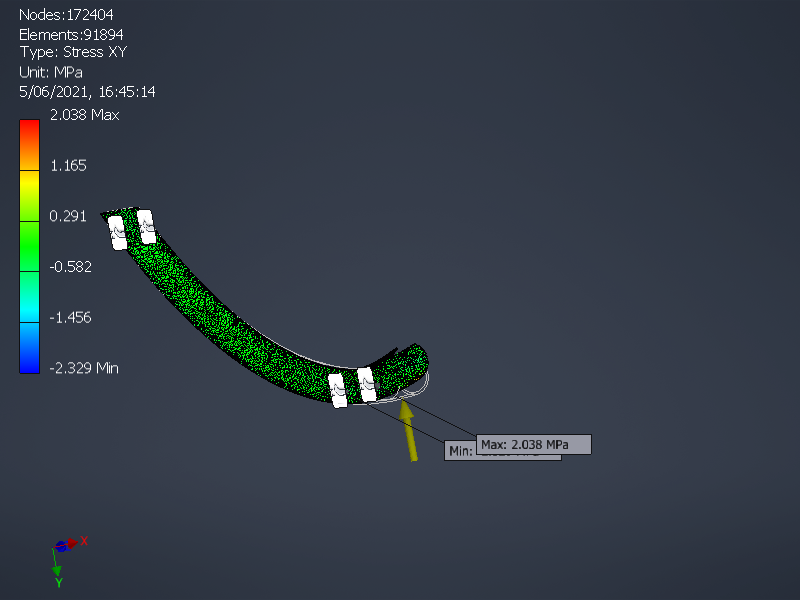 Nodes:172404
Elements:91894
Type: Stress XY
Unit: MPa
5/06/2021, 16:45:14
2.038 Max
1.165
0.291
-0.582
-1.456
-2.329 Min
Max: 2.038 MPa
Min:
X
Y